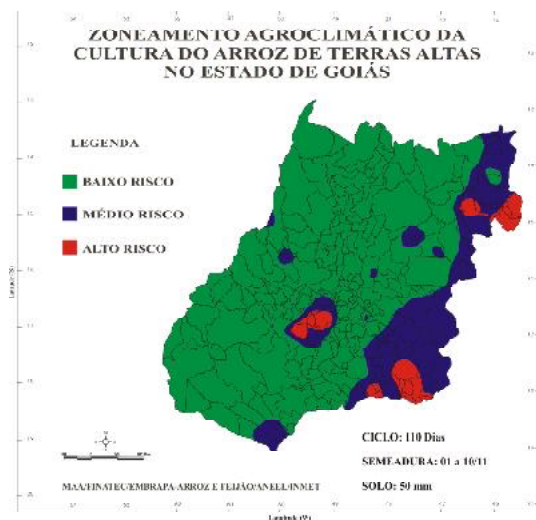 ZONEAMENTO AGROCLIMÁTICO DA
CULTURA DO ARROZ DE TERRAS ALTAS
NO ESTADO DE GOIÁS
LEGENDA
BAIXO RISCO
MÉDIO RISCO
ALTO RISCO
CICLO: 110 Dias
SEMEADURA: 01 a 10/11
SOLO: 50 mm
MAA/FINATEC/EMBRAPA-ARROZ E FEIJÃO/ANEEL/INMET
Longitude (W)